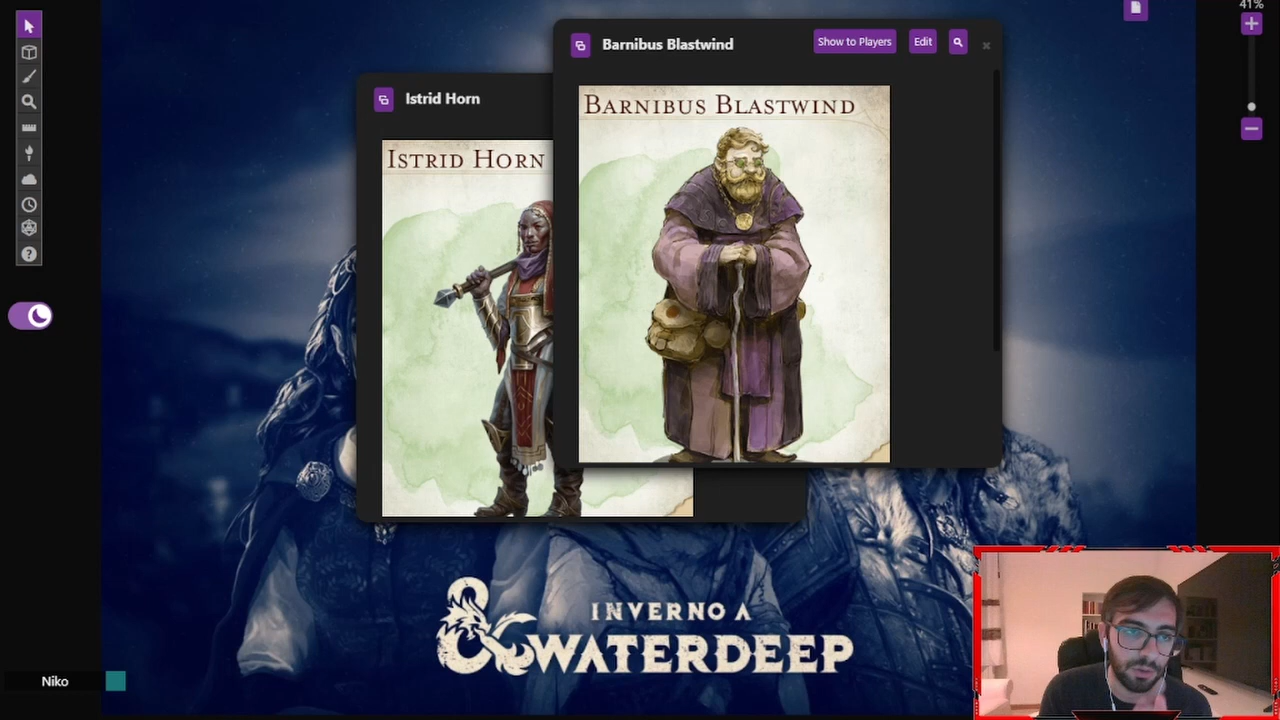 41%
Barnibus Blastwind
Show to Players
Edit
Istrid Horn
BARNIBUS BLASTWIND
ISTRID HORN
INVERNO A
WATERDEEP
Niko